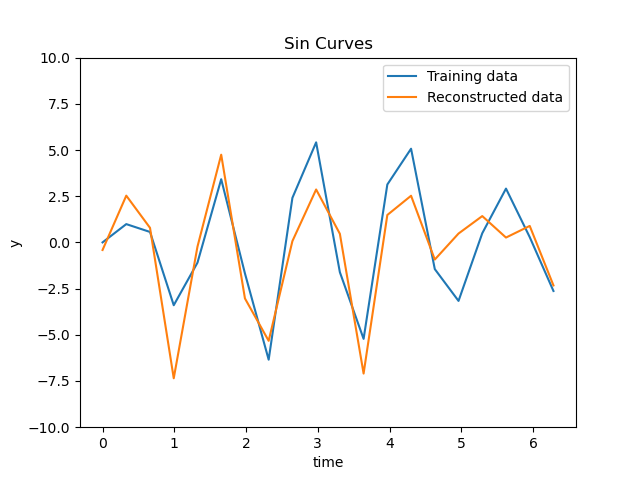 Sin Curves
Training data
Reconstructed data
10.0
7.5
5.0
2.5
0.0
−2.5
−5.0
−7.5
−10.0
y
0 1 2 3 4 5 6
time